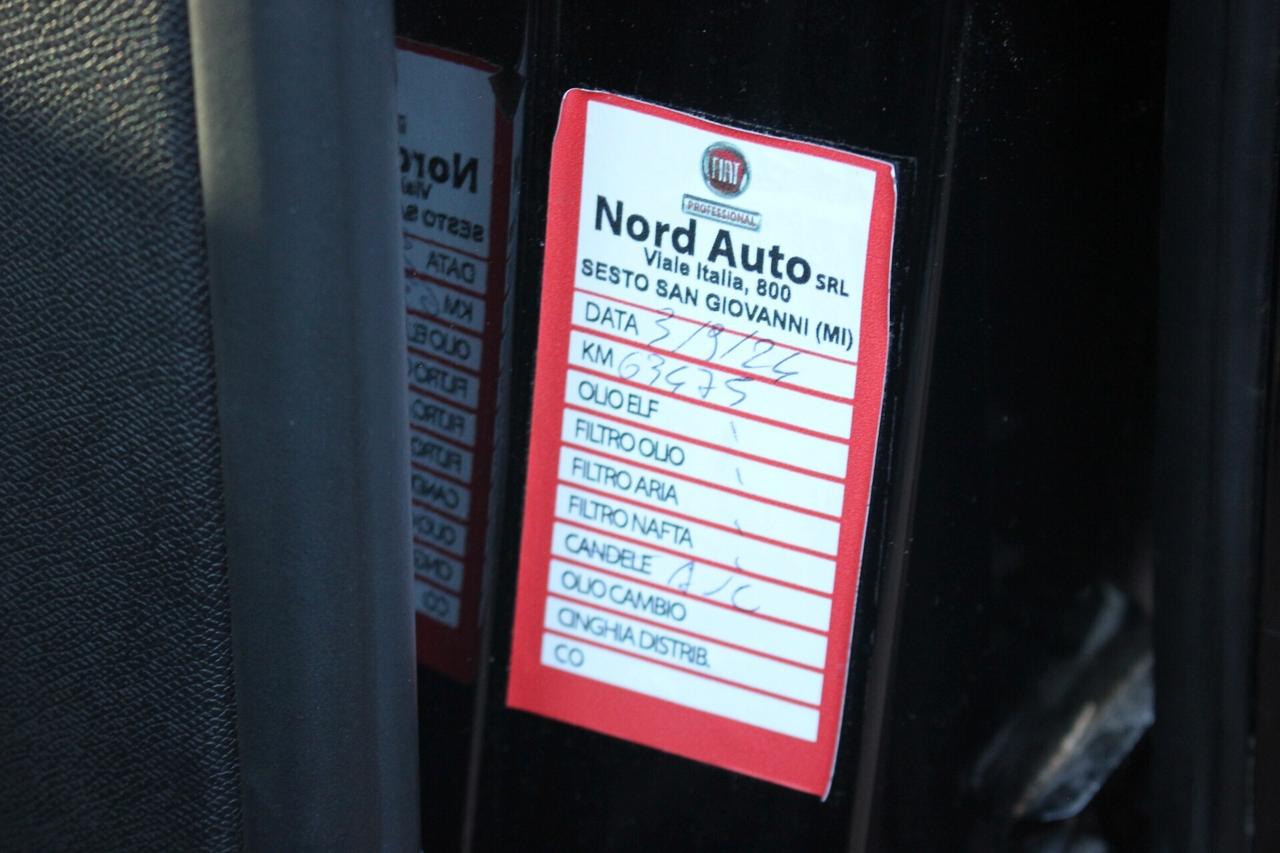 FIAT
PROFESSIONAL
Nord Auto SRL
Viale Italia, 800
SESTO SAN GIOVANNI (MI)
DATA 3/9/24
KM 63475
OLIO ELF
FILTRO OLIO
FILTRO ARIA
FILTRO NAFTA
CANDELE A/C
OLIO CAMBIO
CINGHIA DISTRIB.
CO